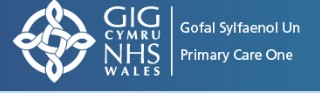 GIG
CYMRU
NHS
WALES
Gofal Sylfaenol Un
Primary Care One